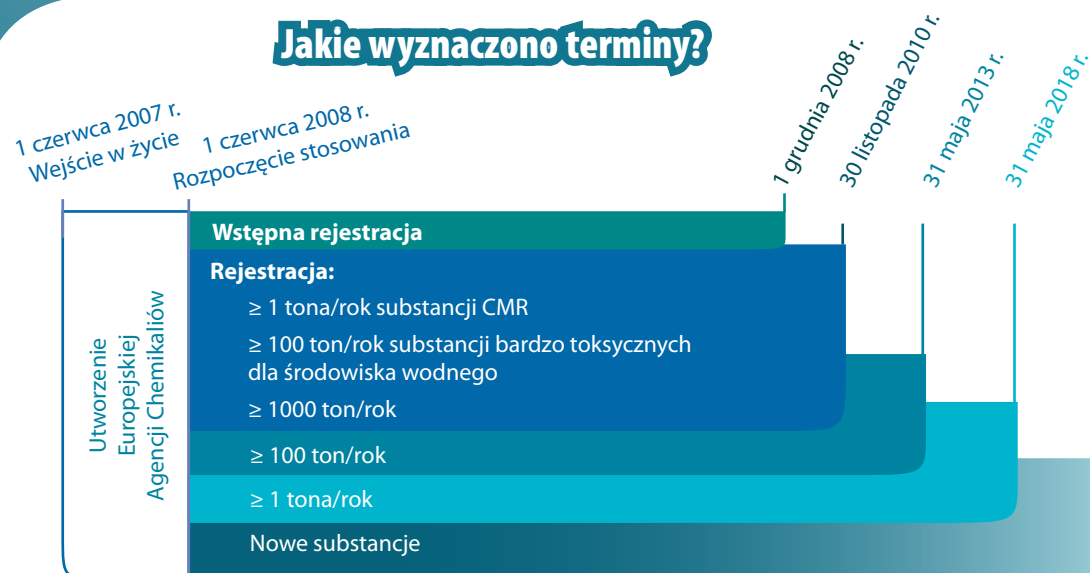 Jakie wyznaczono terminy?
1 czerwca 2007 r.
Wejście w życie
1 czerwca 2008 r.
Rozpoczęcie stosowania
1 grudnia 2008 r.
30 listopada 2010 r.
31 maja 2013 r.
31 maja 2018 r.
Utworzenie
Europejskiej
Agencji Chemikaliów
Wstępna rejestracja
Rejestracja:
≥ 1 tona/rok substancji CMR
≥ 100 ton/rok substancji bardzo toksycznych
dla środowiska wodnego
≥ 1000 ton/rok
≥ 100 ton/rok
≥ 1 tona/rok
Nowe substancje